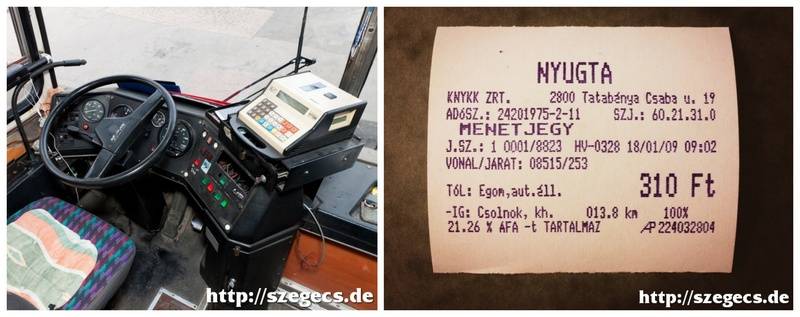 http://szegecs.de
NYUGTA
KNYKK ZRT. 2800 Tatabánya Csaba u. 19
ADóSZ.: 24201975-2-11 SZJ.: 60.21.31.0
MENETJEGY
J.SZ.: 1 0001/8823 HV-0328 18/01/09 09:02
VONAL/JARAT: 08515/253
TóL: Egom,aut.áll. 310 Ft
-IG: Csolnok, kh. 013.8 km 100%
21.26 % AFA -t TARTALMAZ AP 224032804
http://szegecs.de